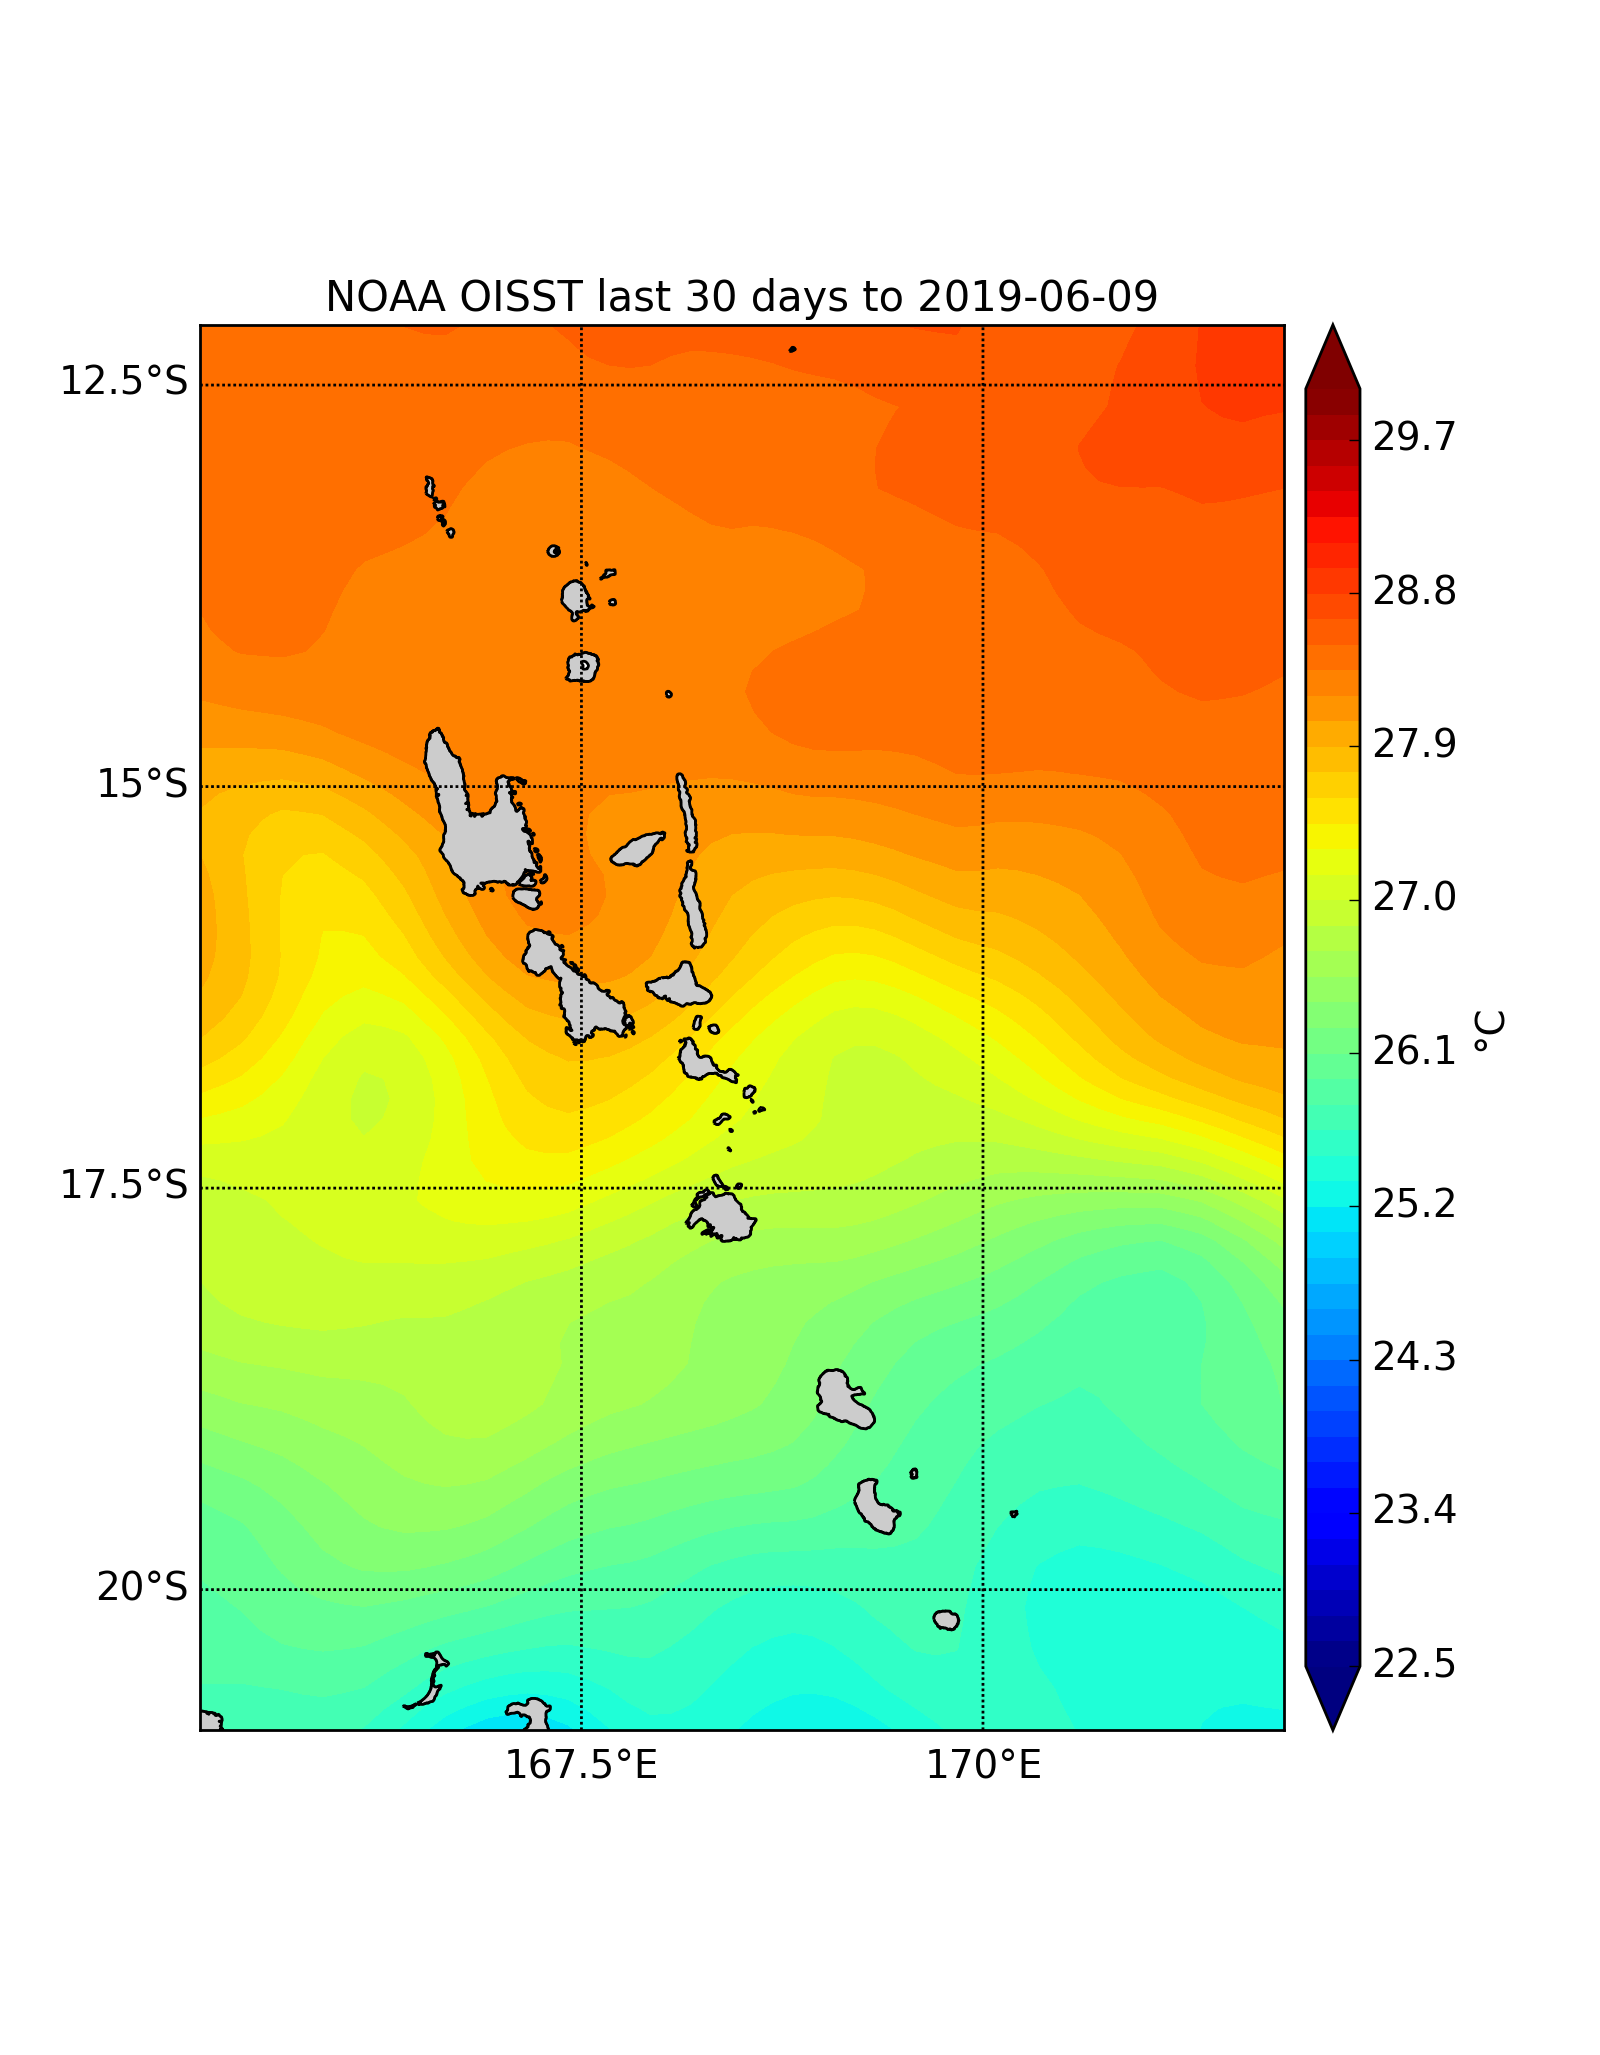 NOAA OISST last 30 days to 2019-06-09
12.5°S
15°S
17.5°S
20°S
167.5°E
170°E
29.7
28.8
27.9
27.0
26.1
25.2
24.3
23.4
22.5
°C